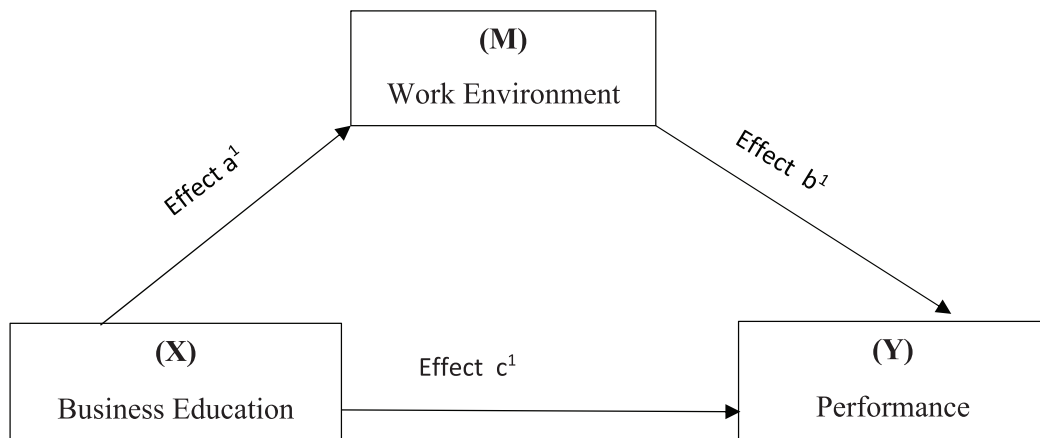 (M)
Work Environment
Effect a¹
Effect b¹
(X)
Business Education
Effect c¹
(Y)
Performance